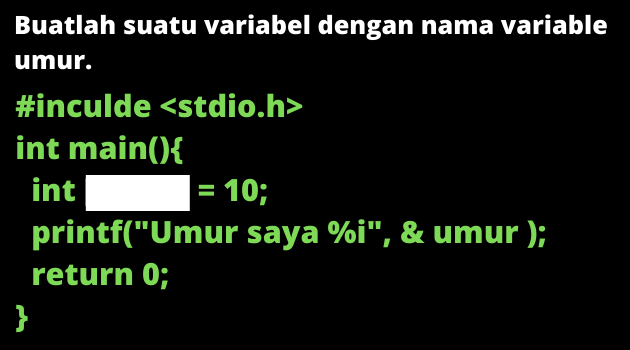 Buatlah suatu variabel dengan nama variable
umur.
#inculde <stdio.h>
int main(){
int = 10;
printf("Umur saya %i", & umur );
return 0;
}